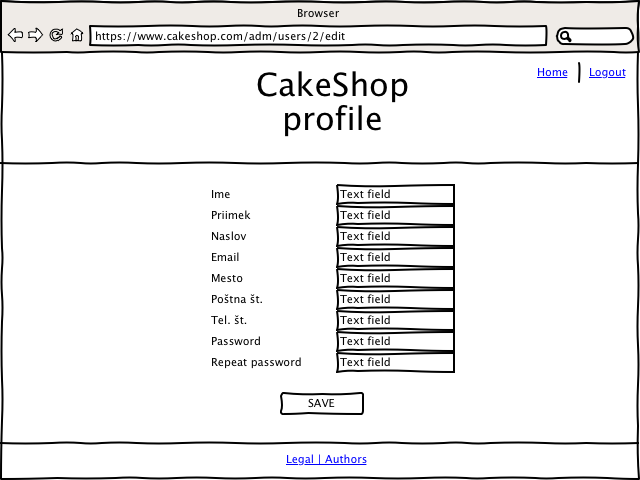 Browser
https://www.cakeshop.com/adm/users/2/edit
Home Logout
CakeShop
profile
Ime Text field
Priimek Text field
Naslov Text field
Email Text field
Mesto Text field
Poštna št. Text field
Tel. št. Text field
Password Text field
Repeat password Text field
SAVE
Legal | Authors